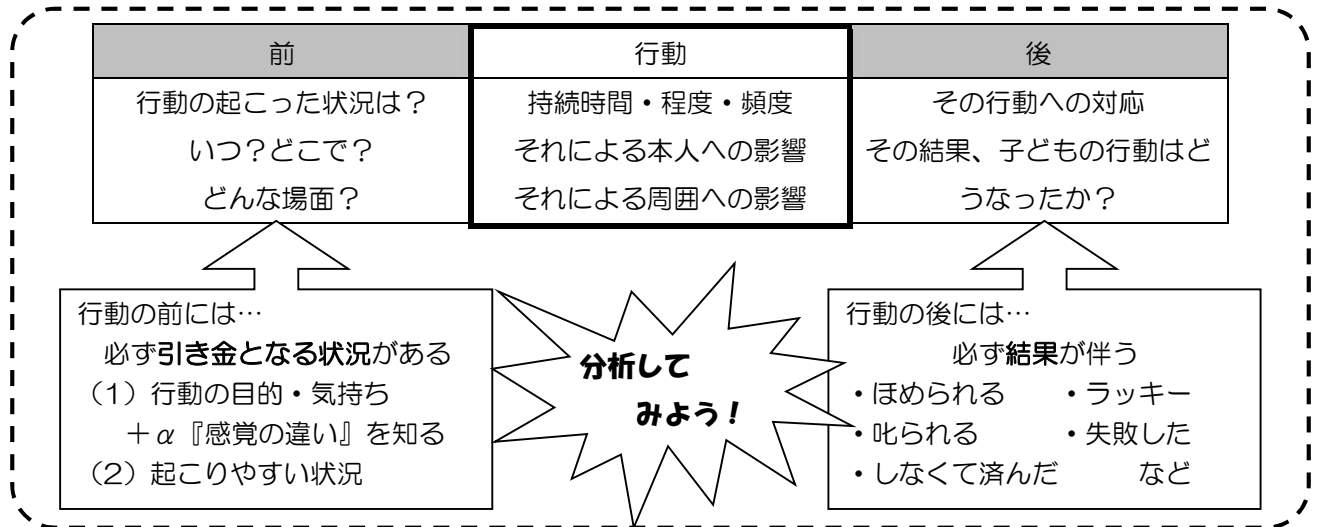 前 行動 後
行動の起こった状況は? 持続時間・程度・頻度 その行動への対応
いつ?どこで? それによる本人への影響 その結果、子どもの行動はど
どんな場面? それによる周囲への影響 うなったか?
行動の前には…
必ず引き金となる状況がある
(1)行動の目的・気持ち
+α『感覚の違い』を知る
(2)起こりやすい状況
分析して
みよう!
行動の後には…
必ず結果が伴う
・ほめられる ・ラッキー
・叱られる ・失敗した
・しなくて済んだ など